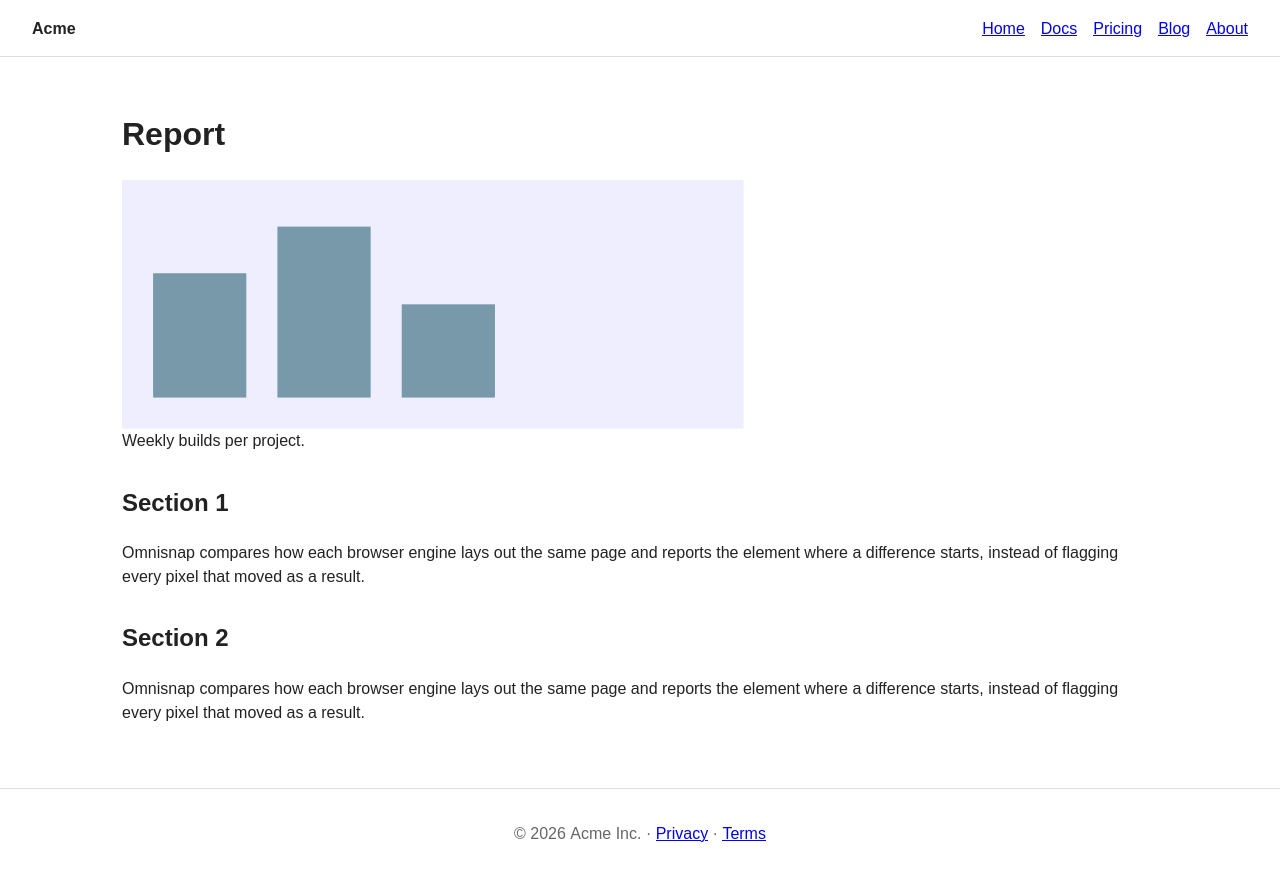 Acme
Home Docs Pricing Blog About
Report
Weekly builds per project.
Section 1
Omnisnap compares how each browser engine lays out the same page and reports the element where a difference starts, instead of flagging
every pixel that moved as a result.
Section 2
Omnisnap compares how each browser engine lays out the same page and reports the element where a difference starts, instead of flagging
every pixel that moved as a result.
© 2026 Acme Inc. · Privacy · Terms